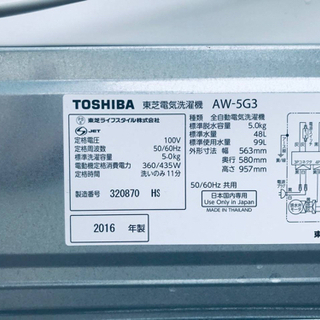 TOSHIBA 東芝電気洗濯機 AW-5G3
東芝ライフスタイル株式会社
JET
定格電圧 100V
定格周波数 50/60Hz
標準洗濯容量 5.0kg
電動機定格消費電力 360/435W
定格時間 洗いのみ 11分
製造番号 320870 HS
2016 年製
種類 全自動電気洗濯機
標準脱水容量 5.0kg
標準水量 48L
標準使用水量 99L
外形寸法 幅 563mm
奥行 580mm
高さ 957mm
50/60Hz 共用
日本国内専用
Use Only in Japan
MADE IN THAILAND